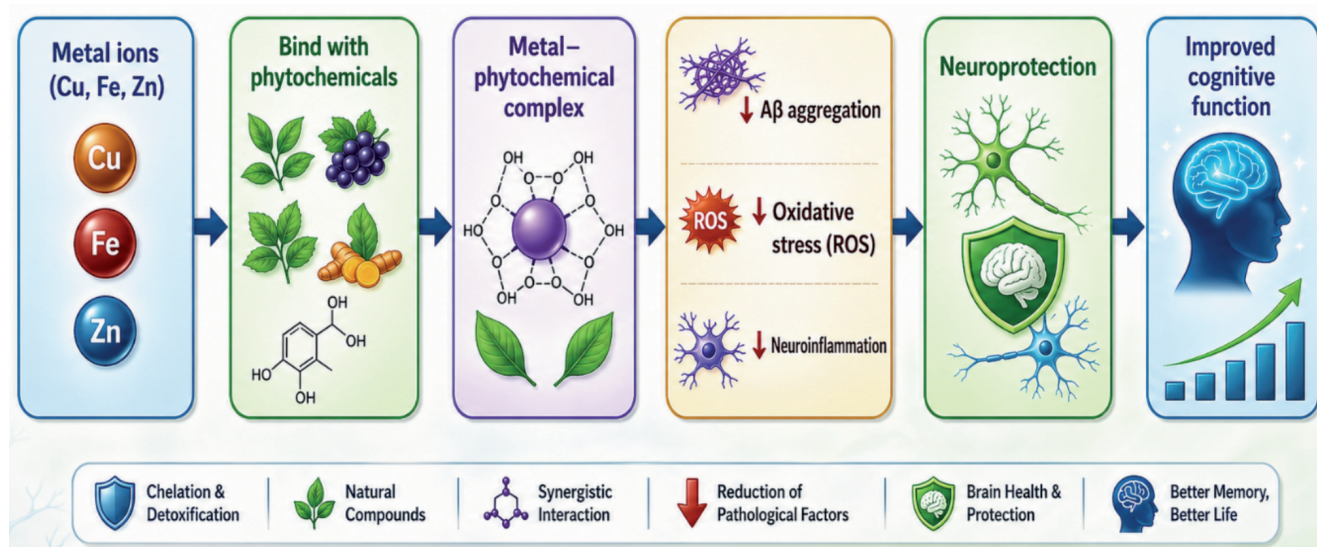 Metal ions
(Cu, Fe, Zn)
Cu
Fe
Zn
Bind with
phytochemicals
OH
OH
HO
HO
OH
Metal–
phytochemical
complex
OH
OH
O
O
O
O
O
O
HO
OH
O
O
O
O
O
O
OH
OH
↓ Aβ aggregation
ROS
↓ Oxidative
stress (ROS)
↓ Neuroinflammation
Neuroprotection
Improved
cognitive
function
Chelation &
Detoxification
Natural
Compounds
Synergistic
Interaction
Reduction of
Pathological Factors
Brain Health &
Protection
Better Memory,
Better Life